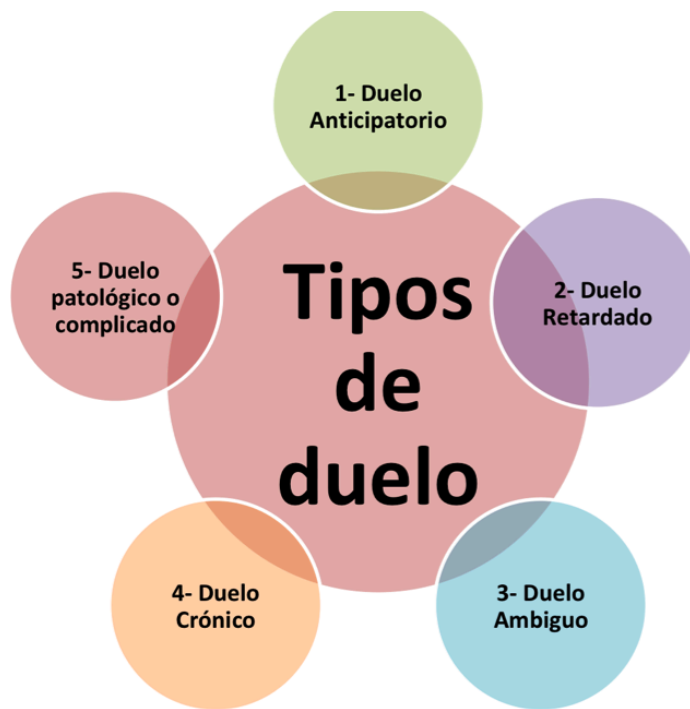 1- Duelo
Anticipatorio
Tipos
de
duelo
2- Duelo
Retardado
3- Duelo
Ambiguo
4- Duelo
Crónico
5- Duelo
patológico o
complicado